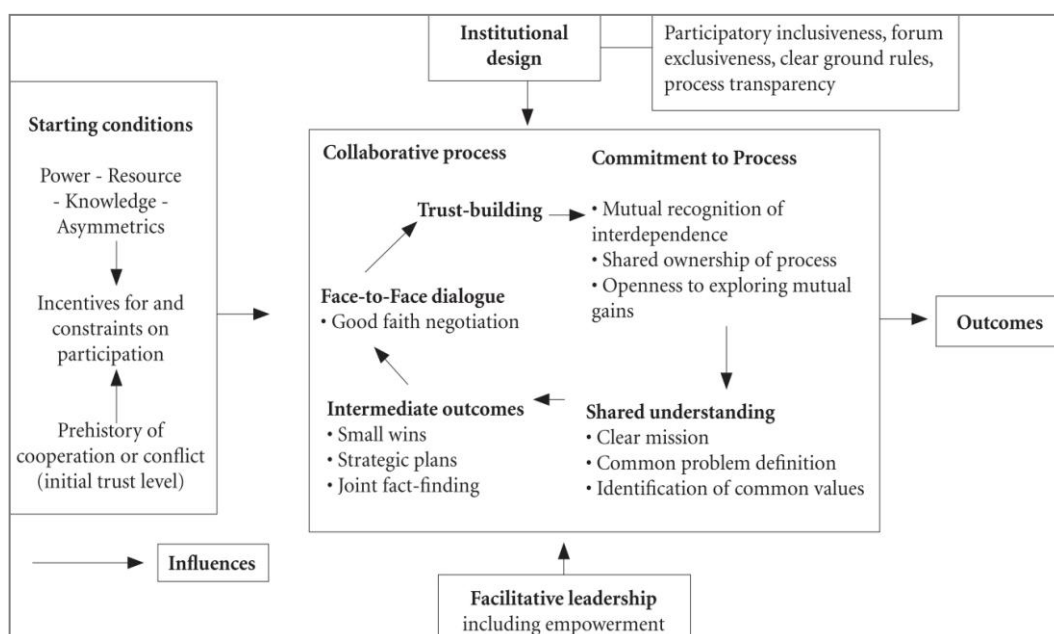 Institutional
design
Participatory inclusiveness, forum
exclusiveness, clear ground rules,
process transparency
Starting conditions
Power - Resource
- Knowledge -
Asymmetrics
Incentives for and
constraints on
participation
Prehistory of
cooperation or conflict
(initial trust level)
Collaborative process
Trust-building
Face-to-Face dialogue
• Good faith negotiation
Intermediate outcomes
• Small wins
• Strategic plans
• Joint fact-finding
Commitment to Process
• Mutual recognition of
interdependence
• Shared ownership of process
• Openness to exploring mutual
gains
Shared understanding
• Clear mission
• Common problem definition
• Identification of common values
Outcomes
Influences
Facilitative leadership
including empowerment